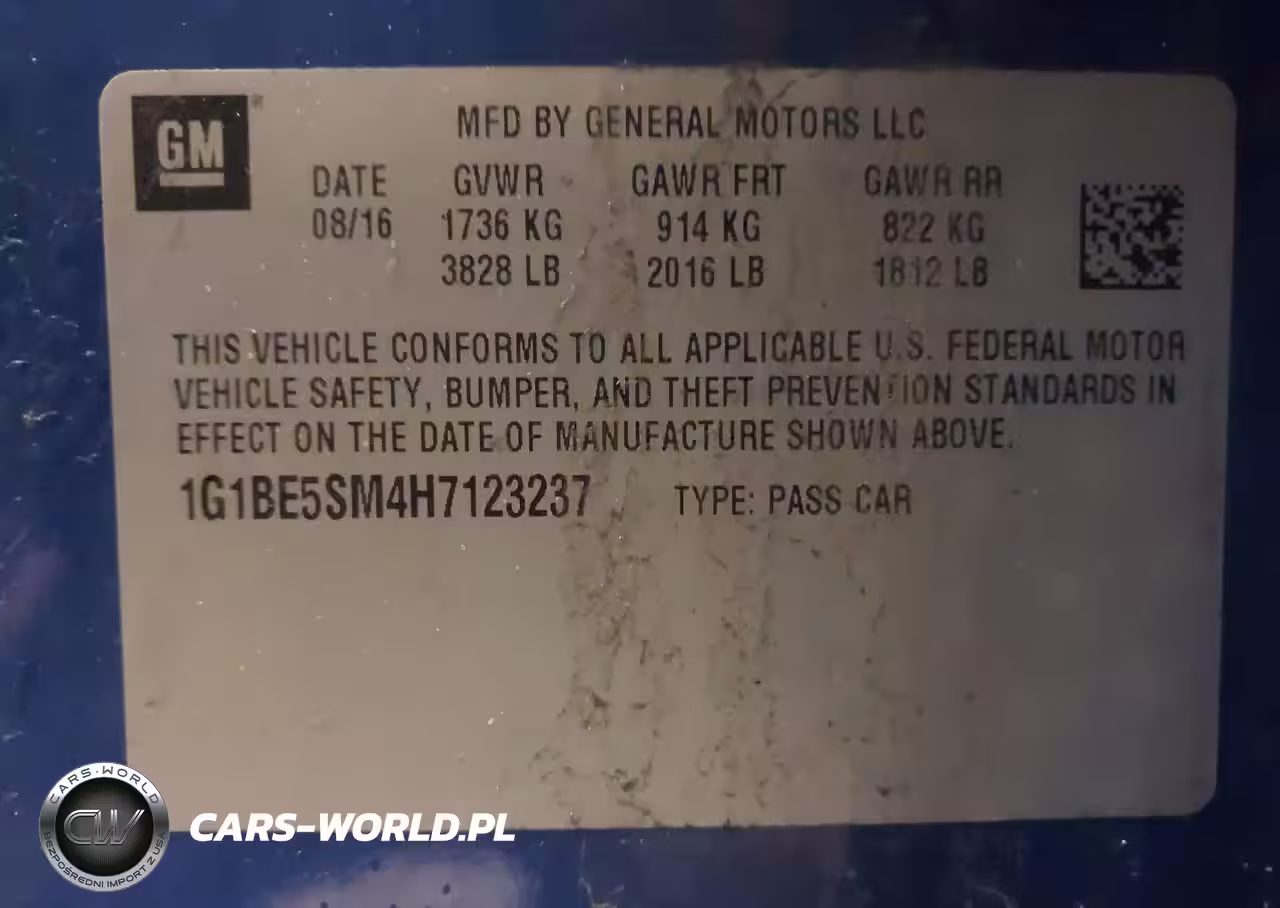 GM
MFD BY GENERAL MOTORS LLC
DATE GVWR GAWR FRT GAWR RR
08/16 1736 KG 914 KG 822 KG
3828 LB 2016 LB 1812 LB
THIS VEHICLE CONFORMS TO ALL APPLICABLE U.S. FEDERAL MOTOR
VEHICLE SAFETY, BUMPER, AND THEFT PREVENTION STANDARDS IN
EFFECT ON THE DATE OF MANUFACTURE SHOWN ABOVE.
1G1BE5SM4H7123237 TYPE: PASS CAR
CARS-WORLD
CW
BEZPOŚREDNI IMPORT Z USA
CARS-WORLD.PL